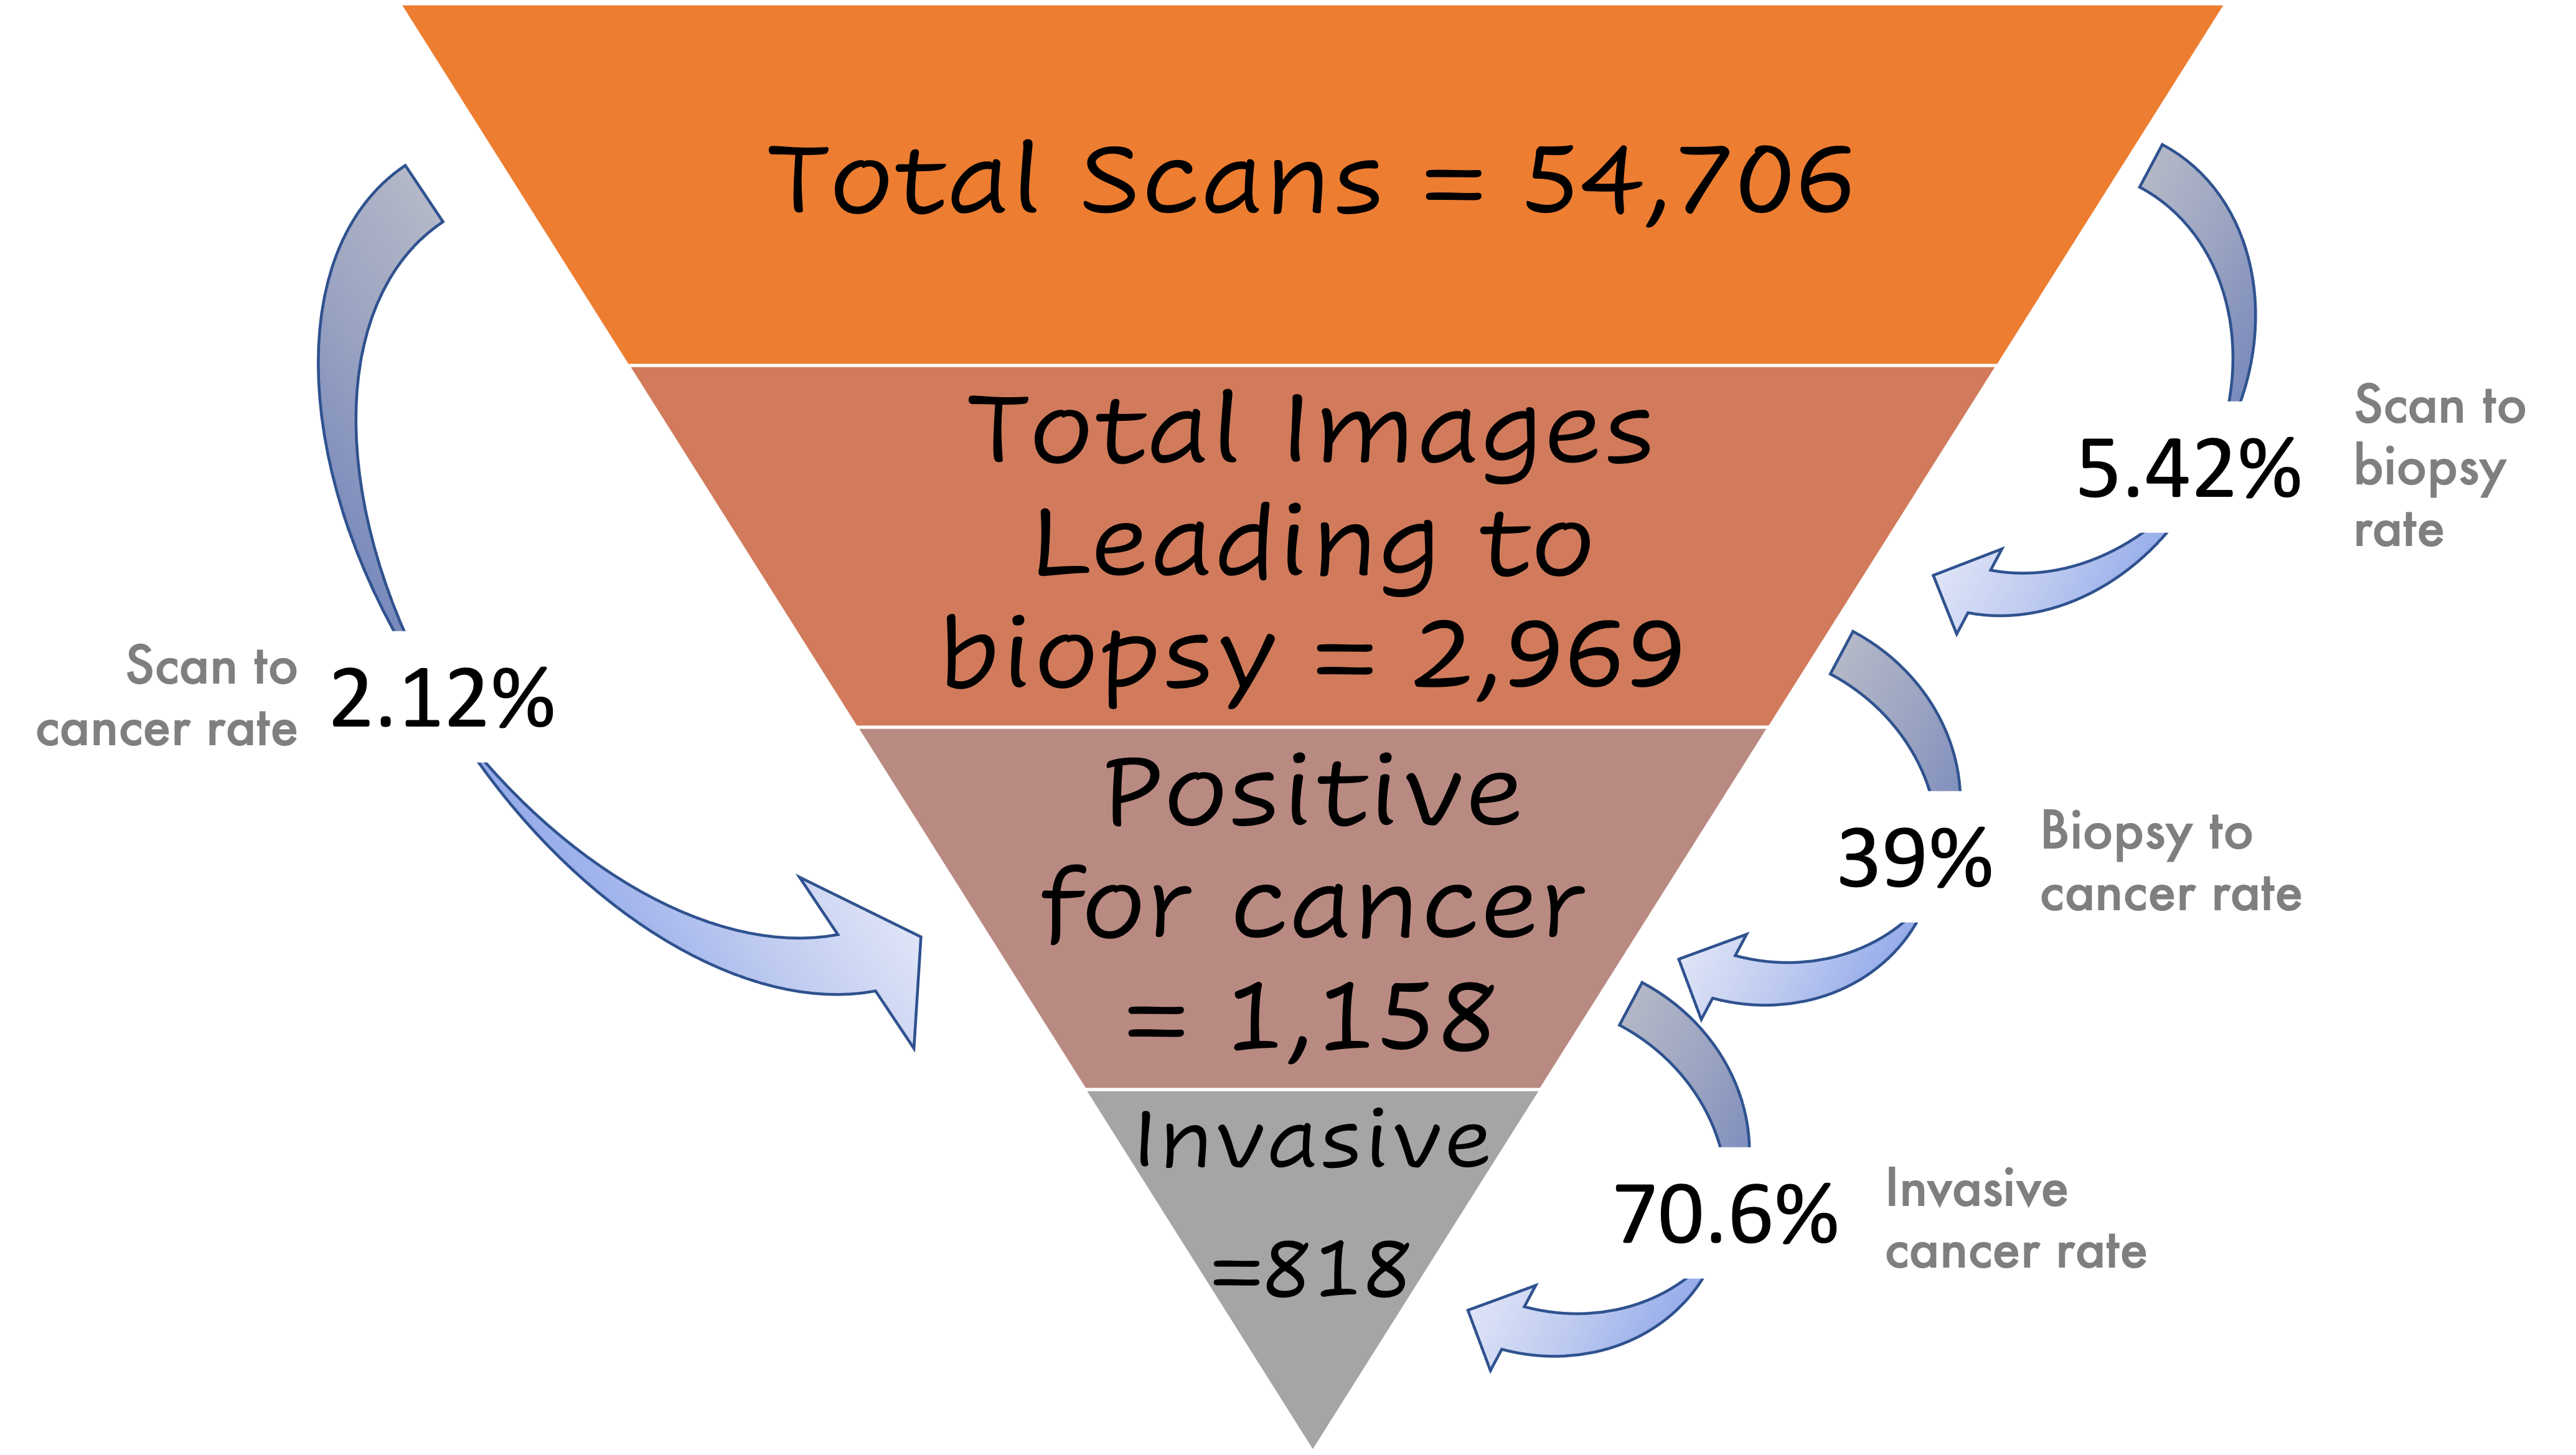 Total Scans = 54,706
Total Images
Leading to
biopsy = 2,969
Positive
for cancer
= 1,158
Invasive
=818
Scan to
cancer rate
2.12%
5.42%
Scan to
biopsy
rate
39%
Biopsy to
cancer rate
70.6%
Invasive
cancer rate